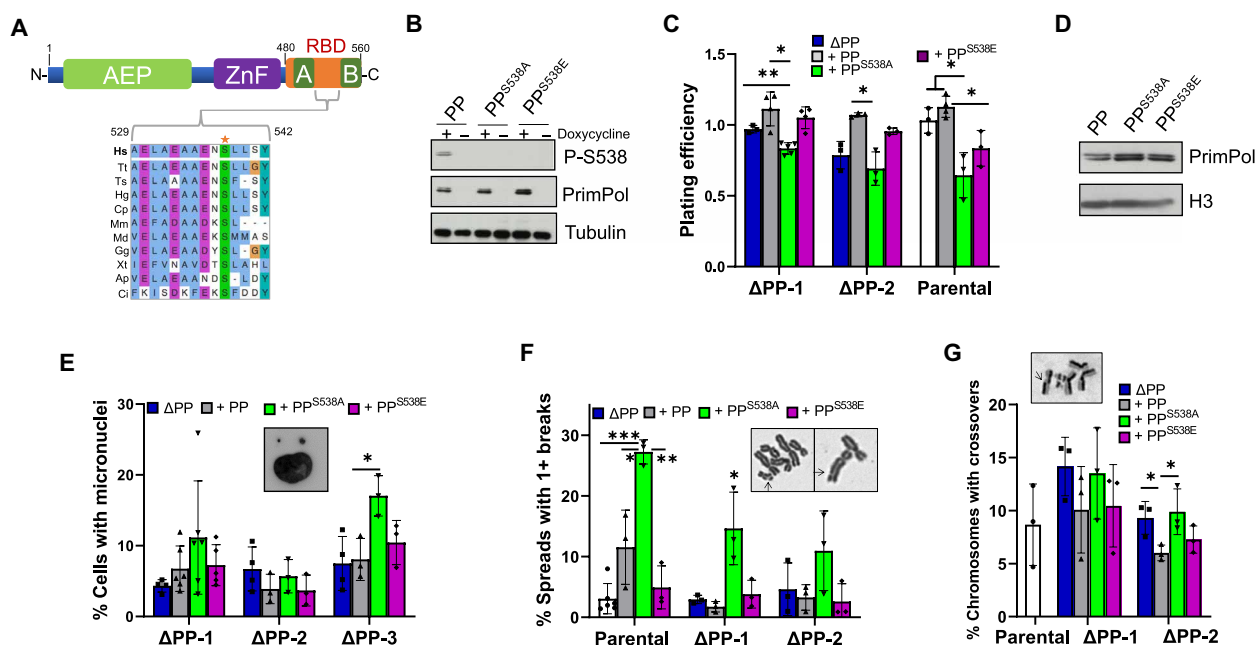 A
1
480
RBD
560
N-
AEP
ZnF
A
B
-C
529
542
Hs
A E L A E A A E N S L L S Y
Tt
A E L A E A A E N S L L G Y
Ts
A E L A A A A E N S L - S Y
Hg
A E L A E A A E N S L L S Y
Cp
A E L A E A A E N S L L S Y
Mm
A E F A D A A D K S L - - -
Md
V E L A E A A E K S M M A S
Gg
V E L A E A A D Y S L - G Y
Xt
I E F V N A V D T S L A H L
Ap
V E L A E A A N D S - L D Y
Ci
F K I S D K F E K S F D D Y
B
PP
PPS538A
PPS538E
+ − + − + −
Doxycycline
P-S538
PrimPol
Tubulin
C
ΔPP
+ PP
+ PPS538A
+ PPS538E
Plating efficiency
1.5
1.0
0.5
0.0
** * * * *
ΔPP-1 ΔPP-2 Parental
D
PP
PPS538A
PPS538E
PrimPol
H3
E
ΔPP + PP + PPS538A + PPS538E
% Cells with micronuclei
30
20
10
0
*
ΔPP-1 ΔPP-2 ΔPP-3
F
ΔPP + PP + PPS538A + PPS538E
% Spreads with 1+ breaks
30
20
10
0
***
* **
*
Parental ΔPP-1 ΔPP-2
G
ΔPP
+ PP
+ PPS538A
+ PPS538E
% Chromosomes with crossovers
20
15
10
5
0
* *
Parental ΔPP-1 ΔPP-2